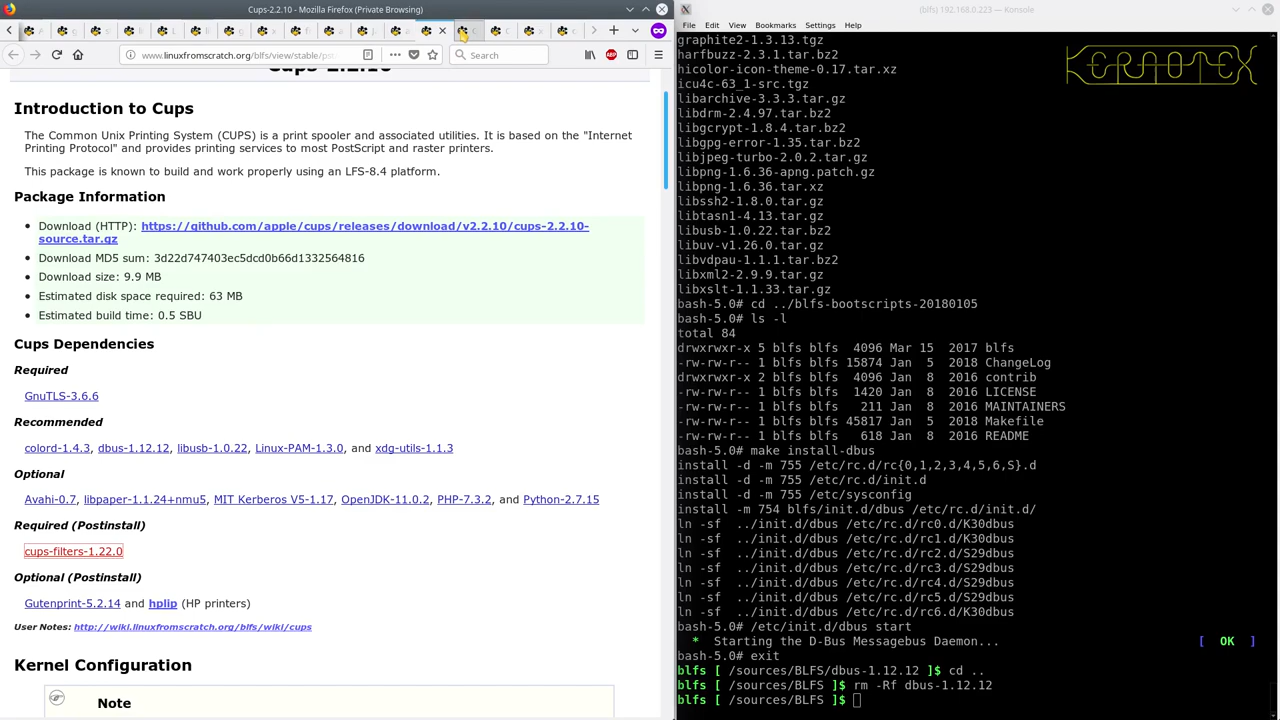 Cups-2.2.10 - Mozilla Firefox (Private Browsing)
www.linuxfromscratch.org/blfs/view/stable/ps
Search
Introduction to Cups
The Common Unix Printing System (CUPS) is a print spooler and associated utilities. It is based on the "Internet
Printing Protocol" and provides printing services to most PostScript and raster printers.
This package is known to build and work properly using an LFS-8.4 platform.
Package Information
Download (HTTP): https://github.com/apple/cups/releases/download/v2.2.10/cups-2.2.10-
source.tar.gz
Download MD5 sum: 3d22d747403ec5dcd0b66d1332564816
Download size: 9.9 MB
Estimated disk space required: 63 MB
Estimated build time: 0.5 SBU
Cups Dependencies
Required
GnuTLS-3.6.6
Recommended
colord-1.4.3, dbus-1.12.12, libusb-1.0.22, Linux-PAM-1.3.0, and xdg-utils-1.1.3
Optional
Avahi-0.7, libpaper-1.1.24+nmu5, MIT Kerberos V5-1.17, OpenJDK-11.0.2, PHP-7.3.2, and Python-2.7.15
Required (Postinstall)
cups-filters-1.22.0
Optional (Postinstall)
Gutenprint-5.2.14 and hplip (HP printers)
User Notes: http://wiki.linuxfromscratch.org/blfs/wiki/cups
Kernel Configuration
Note
(blfs) 192.168.0.223 — Konsole
File Edit View Bookmarks Settings Help
KERAOTEX
graphite2-1.3.13.tgz
harfbuzz-2.3.1.tar.bz2
hicolor-icon-theme-0.17.tar.xz
icu4c-63_1-src.tgz
libarchive-3.3.3.tar.gz
libdrm-2.4.97.tar.bz2
libgcrypt-1.8.4.tar.bz2
libgpg-error-1.35.tar.bz2
libjpeg-turbo-2.0.2.tar.gz
libpng-1.6.36-apng.patch.gz
libpng-1.6.36.tar.xz
libssh2-1.8.0.tar.gz
libtasn1-4.13.tar.gz
libusb-1.0.22.tar.bz2
libuv-v1.26.0.tar.gz
libvdpau-1.1.1.tar.bz2
libxml2-2.9.9.tar.gz
libxslt-1.1.33.tar.gz
bash-5.0# cd ../blfs-bootscripts-20180105
bash-5.0# ls -l
total 84
drwxrwxr-x 5 blfs blfs 4096 Mar 15 2017 blfs
-rw-rw-r-- 1 blfs blfs 15874 Jan 5 2018 ChangeLog
drwxrwxr-x 2 blfs blfs 4096 Jan 8 2016 contrib
-rw-rw-r-- 1 blfs blfs 1420 Jan 8 2016 LICENSE
-rw-rw-r-- 1 blfs blfs 211 Jan 8 2016 MAINTAINERS
-rw-rw-r-- 1 blfs blfs 45817 Jan 5 2018 Makefile
-rw-rw-r-- 1 blfs blfs 618 Jan 8 2016 README
bash-5.0# make install-dbus
install -d -m 755 /etc/rc.d/rc{0,1,2,3,4,5,6,S}.d
install -d -m 755 /etc/rc.d/init.d
install -d -m 755 /etc/sysconfig
install -m 754 blfs/init.d/dbus /etc/rc.d/init.d/
ln -sf ../init.d/dbus /etc/rc.d/rc0.d/K30dbus
ln -sf ../init.d/dbus /etc/rc.d/rc1.d/K30dbus
ln -sf ../init.d/dbus /etc/rc.d/rc2.d/S29dbus
ln -sf ../init.d/dbus /etc/rc.d/rc3.d/S29dbus
ln -sf ../init.d/dbus /etc/rc.d/rc4.d/S29dbus
ln -sf ../init.d/dbus /etc/rc.d/rc5.d/S29dbus
ln -sf ../init.d/dbus /etc/rc.d/rc6.d/K30dbus
bash-5.0# /etc/init.d/dbus start
* Starting the D-Bus Messagebus Daemon... [ OK ]
bash-5.0# exit
blfs [ /sources/BLFS/dbus-1.12.12 ]$ cd ..
blfs [ /sources/BLFS ]$ rm -Rf dbus-1.12.12
blfs [ /sources/BLFS ]$